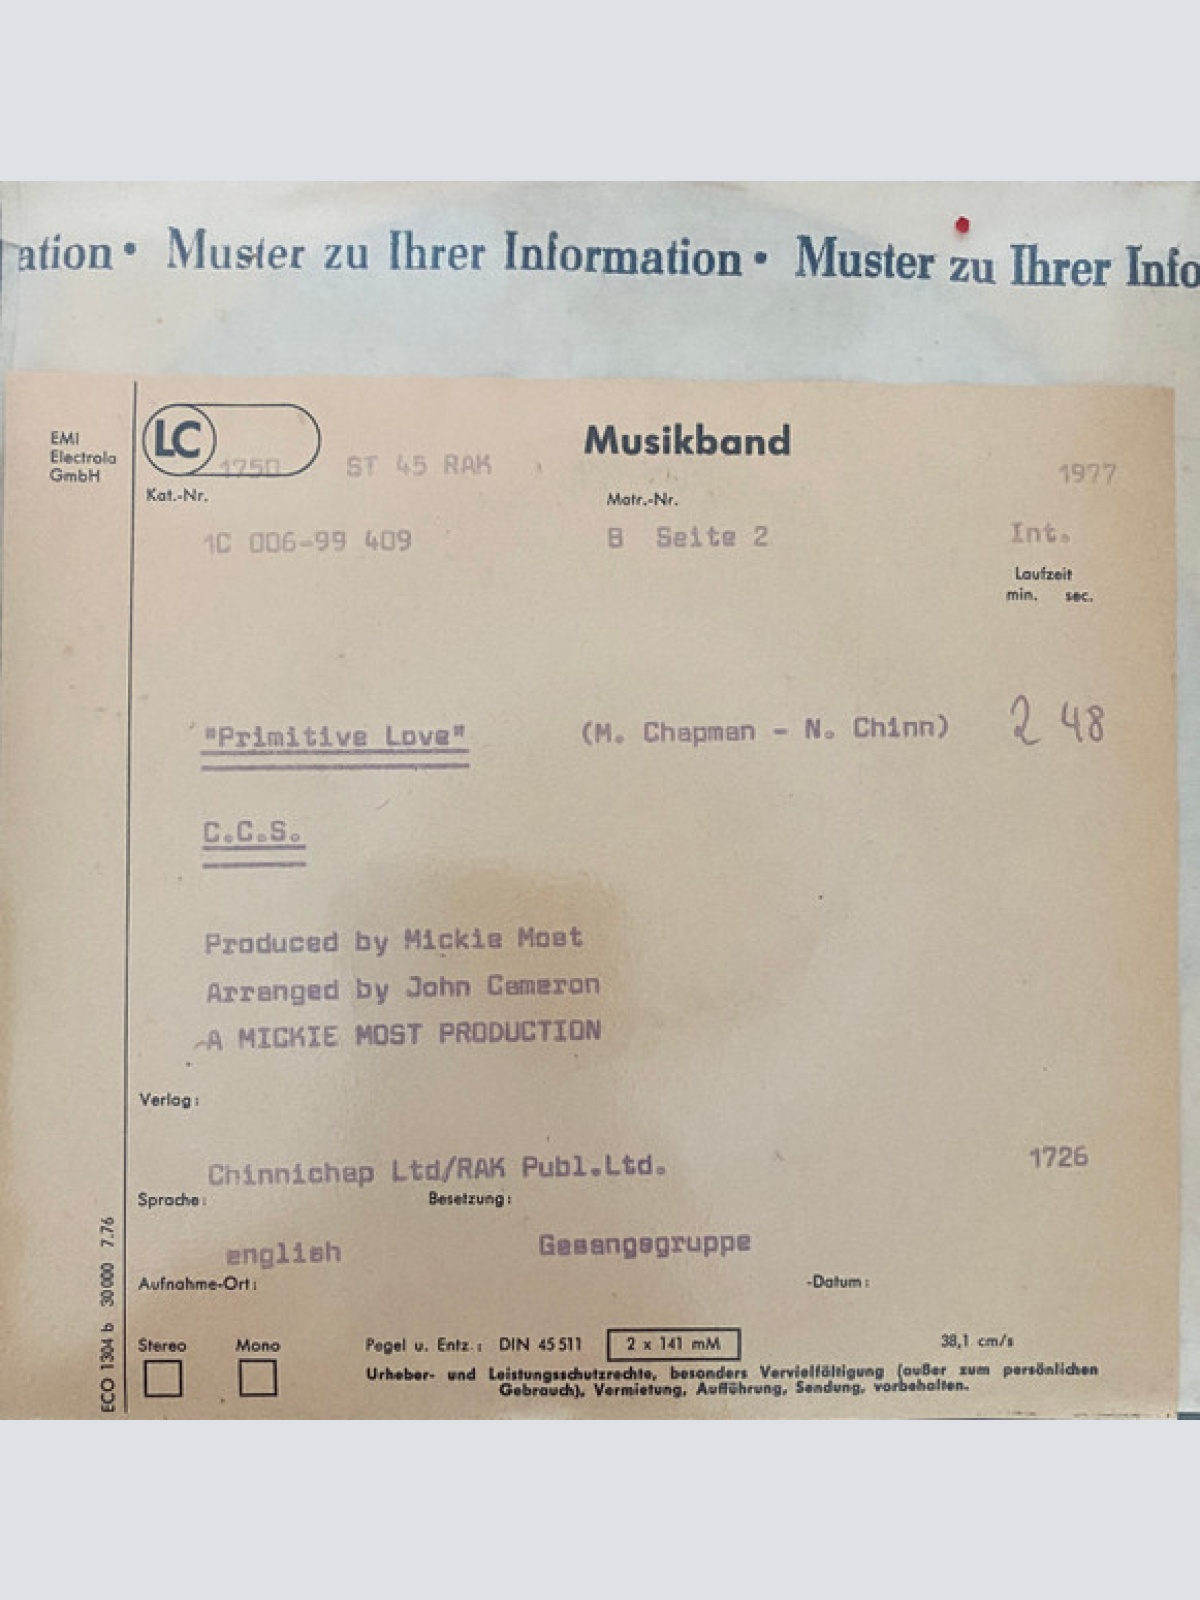 ation • Muster zu Ihrer Information • Muster zu Ihrer Info
EMI
Electrola
GmbH
LC
1750 ST 45 RAK
Musikband
1977
Kat.-Nr.
Matr.-Nr.
1C 006-99 409
B Seite 2
Int.
Laufzeit
min. sec.
"Primitive Love" (M. Chapman - N. Chinn) 2 48
C.C.S.
Produced by Mickie Most
Arranged by John Cameron
A MICKIE MOST PRODUCTION
Verlag:
Chinnichap Ltd/RAK Publ.Ltd. 1726
Sprache: Besetzung:
english Gesangsgruppe
Aufnahme-Ort: -Datum:
Stereo Mono Pegel u. Entz.: DIN 45 511 2 x 141 mM 38,1 cm/s
Urheber- und Leistungsschutzrechte, besonders Vervielfältigung (außer zum persönlichen
Gebrauch), Vermietung, Aufführung, Sendung, vorbehalten.
ECO 1304 b 30 000 7.76